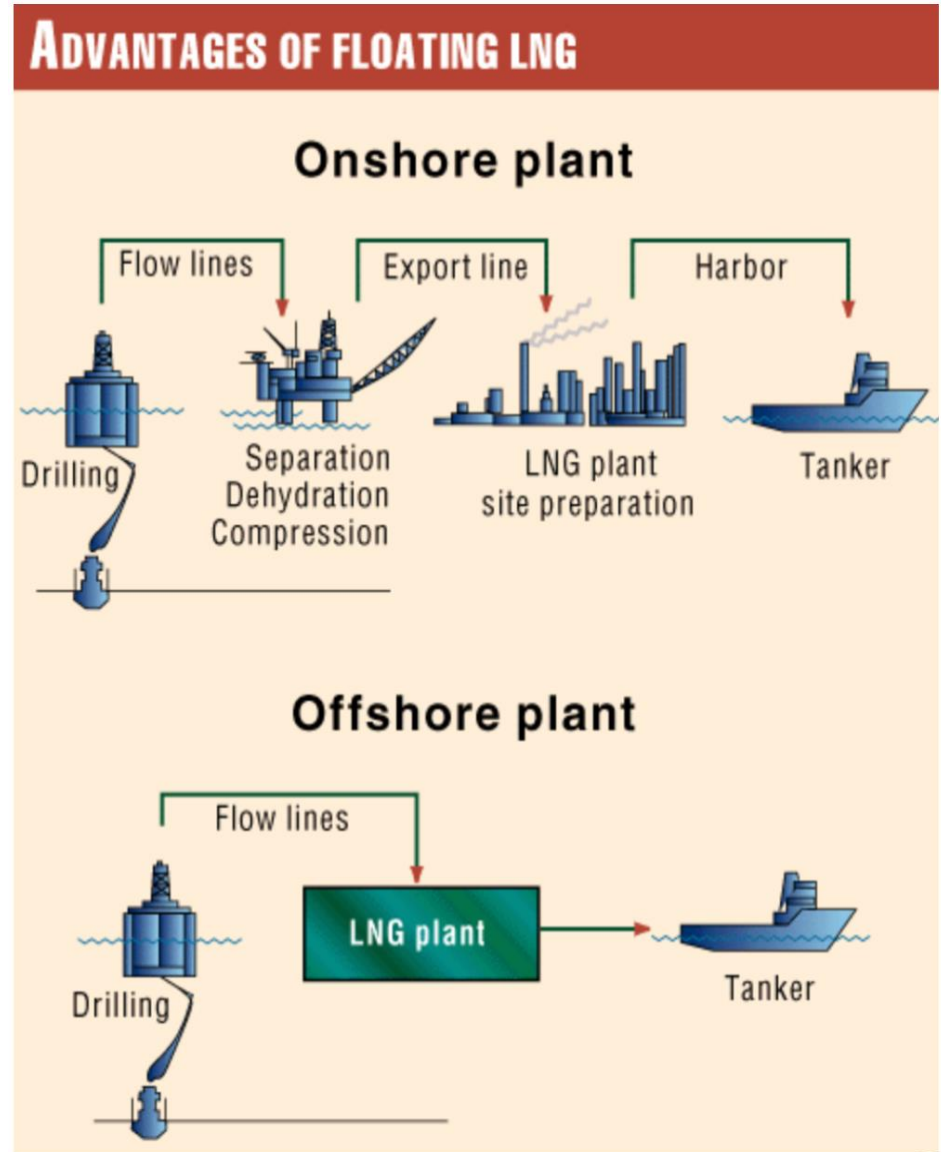 ADVANTAGES OF FLOATING LNG
Onshore plant
Flow lines
Export line
Harbor
Drilling
Separation
Dehydration
Compression
LNG plant
site preparation
Tanker
Offshore plant
Flow lines
LNG plant
Drilling
Tanker